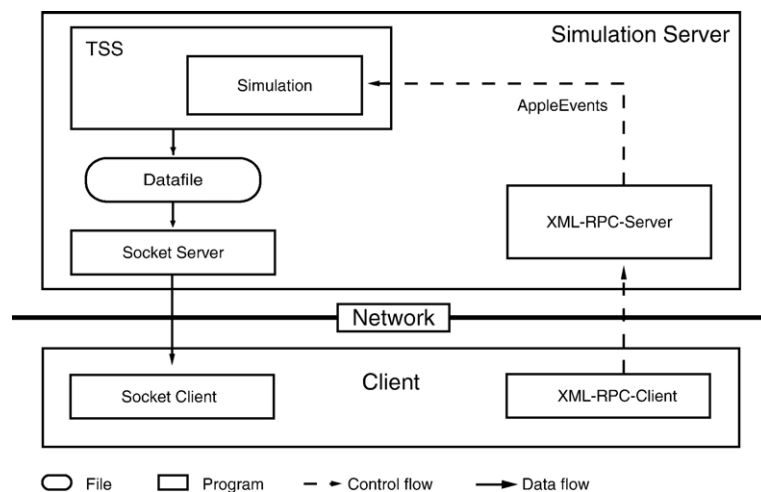 Simulation Server
TSS
Simulation
AppleEvents
Datafile
XML-RPC-Server
Socket Server
Network
Client
Socket Client
XML-RPC-Client
File
Program
Control flow
Data flow